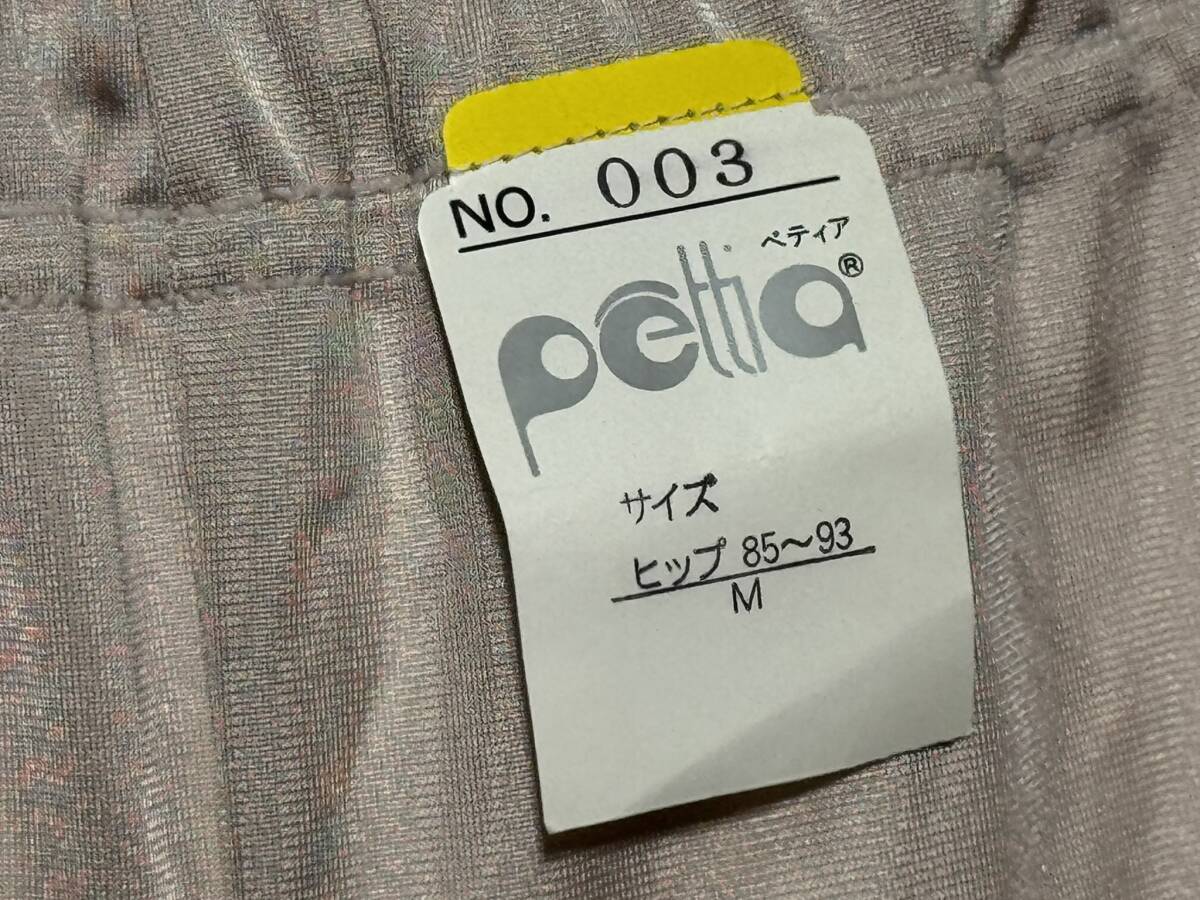 NO. 003
ペティア
pettia®
サイズ
ヒップ 85〜93
M